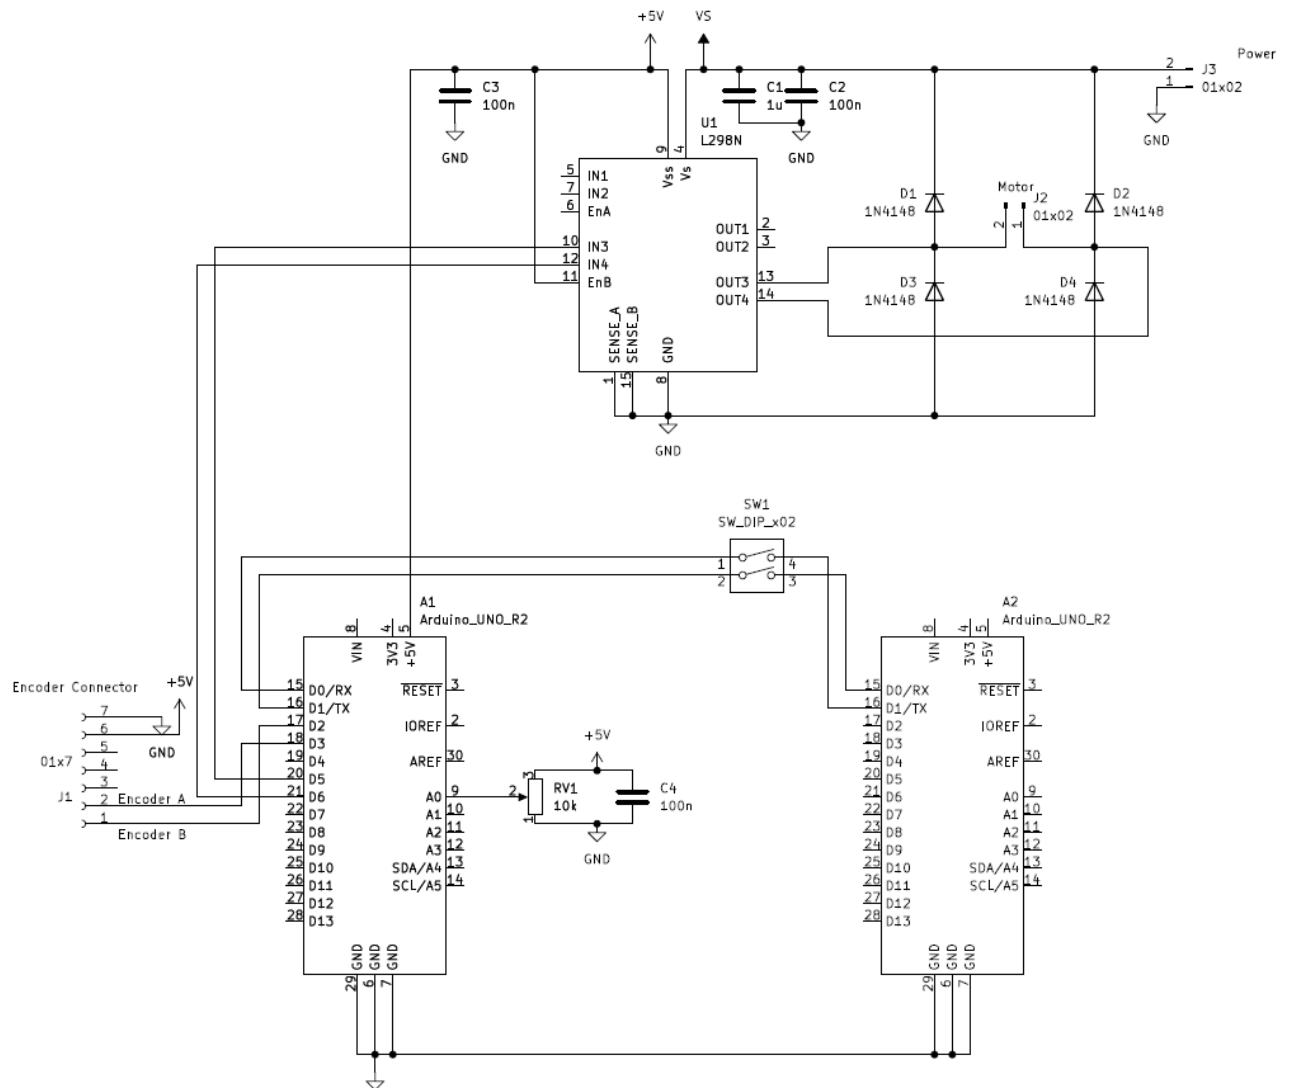 +5V VS
Power
C3
100n
C1
1u
C2
100n
2
1
J3
01x02
GND
GND
GND
U1
L298N
9 4
Vss Vs
5 IN1
7 IN2
6 EnA
10 IN3
12 IN4
11 EnB
OUT1 2
OUT2 3
OUT3 13
OUT4 14
SENSE_A SENSE_B GND
1 15 8
D1
1N4148
Motor
J2
01x02
2 1
D2
1N4148
D3
1N4148
D4
1N4148
GND
SW1
SW_DIP_x02
1 4
2 3
A1
Arduino_UNO_R2
8 4 5
VIN 3V3 +5V
15 D0/RX
16 D1/TX
17 D2
18 D3
19 D4
20 D5
21 D6
22 D7
23 D8
24 D9
25 D10
26 D11
27 D12
28 D13
RESET 3
IOREF 2
AREF 30
A0 9
A1 10
A2 11
A3 12
SDA/A4 13
SCL/A5 14
GND GND GND
29 6 7
Encoder Connector
+5V
7
6
GND
5
01x7
4
3
J1
2 Encoder A
1
Encoder B
+5V
3
2
1
RV1
10k
C4
100n
GND
A2
Arduino_UNO_R2
8 4 5
VIN 3V3 +5V
15 D0/RX
16 D1/TX
17 D2
18 D3
19 D4
20 D5
21 D6
22 D7
23 D8
24 D9
25 D10
26 D11
27 D12
28 D13
RESET 3
IOREF 2
AREF 30
A0 9
A1 10
A2 11
A3 12
SDA/A4 13
SCL/A5 14
GND GND GND
29 6 7